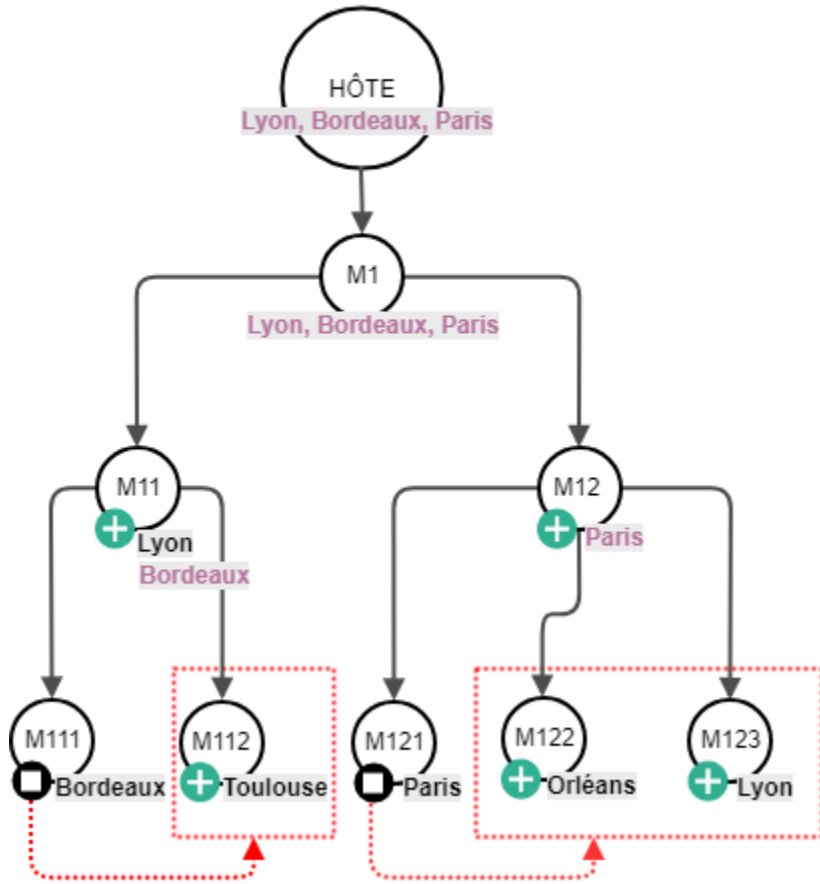 HÔTE
Lyon, Bordeaux, Paris
M1
Lyon, Bordeaux, Paris
M11
Lyon
Bordeaux
M12
Paris
M111
Bordeaux
M112
Toulouse
M121
Paris
M122
Orléans
M123
Lyon